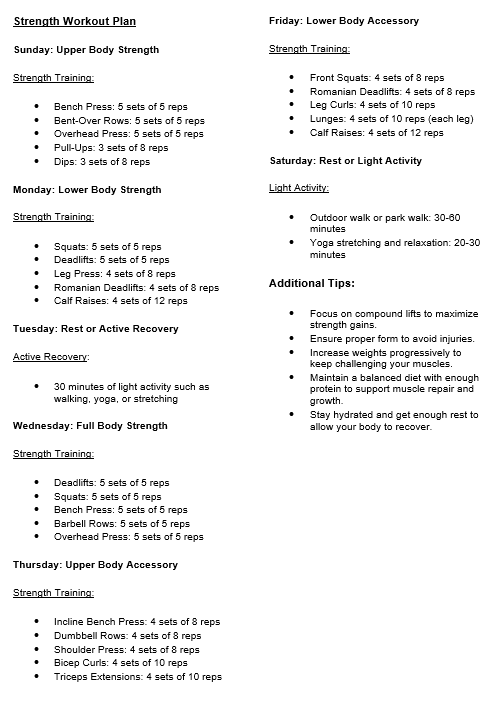 Strength Workout Plan
Sunday: Upper Body Strength
Strength Training:
• Bench Press: 5 sets of 5 reps
• Bent-Over Rows: 5 sets of 5 reps
• Overhead Press: 5 sets of 5 reps
• Pull-Ups: 3 sets of 8 reps
• Dips: 3 sets of 8 reps
Monday: Lower Body Strength
Strength Training:
• Squats: 5 sets of 5 reps
• Deadlifts: 5 sets of 5 reps
• Leg Press: 4 sets of 8 reps
• Romanian Deadlifts: 4 sets of 8 reps
• Calf Raises: 4 sets of 12 reps
Tuesday: Rest or Active Recovery
Active Recovery:
• 30 minutes of light activity such as
walking, yoga, or stretching
Wednesday: Full Body Strength
Strength Training:
• Deadlifts: 5 sets of 5 reps
• Squats: 5 sets of 5 reps
• Bench Press: 5 sets of 5 reps
• Barbell Rows: 5 sets of 5 reps
• Overhead Press: 5 sets of 5 reps
Thursday: Upper Body Accessory
Strength Training:
• Incline Bench Press: 4 sets of 8 reps
• Dumbbell Rows: 4 sets of 8 reps
• Shoulder Press: 4 sets of 8 reps
• Bicep Curls: 4 sets of 10 reps
• Triceps Extensions: 4 sets of 10 reps
Friday: Lower Body Accessory
Strength Training:
• Front Squats: 4 sets of 8 reps
• Romanian Deadlifts: 4 sets of 8 reps
• Leg Curls: 4 sets of 10 reps
• Lunges: 4 sets of 10 reps (each leg)
• Calf Raises: 4 sets of 12 reps
Saturday: Rest or Light Activity
Light Activity:
• Outdoor walk or park walk: 30-60
minutes
• Yoga stretching and relaxation: 20-30
minutes
Additional Tips:
• Focus on compound lifts to maximize
strength gains.
• Ensure proper form to avoid injuries.
• Increase weights progressively to
keep challenging your muscles.
• Maintain a balanced diet with enough
protein to support muscle repair and
growth.
• Stay hydrated and get enough rest to
allow your body to recover.